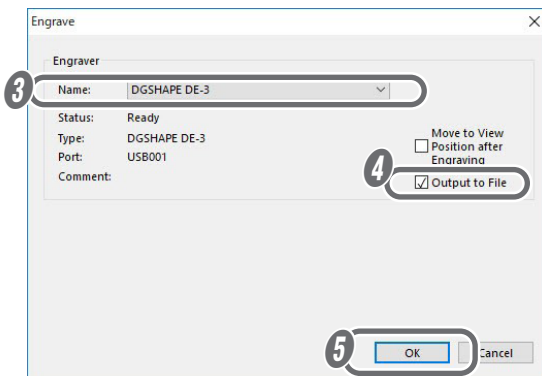 Engrave
Engraver
3
Name: DGSHAPE DE-3
Status: Ready
Type: DGSHAPE DE-3
Port: USB001
Comment:
Move to View
Position after
Engraving
4
Output to File
5
OK Cancel